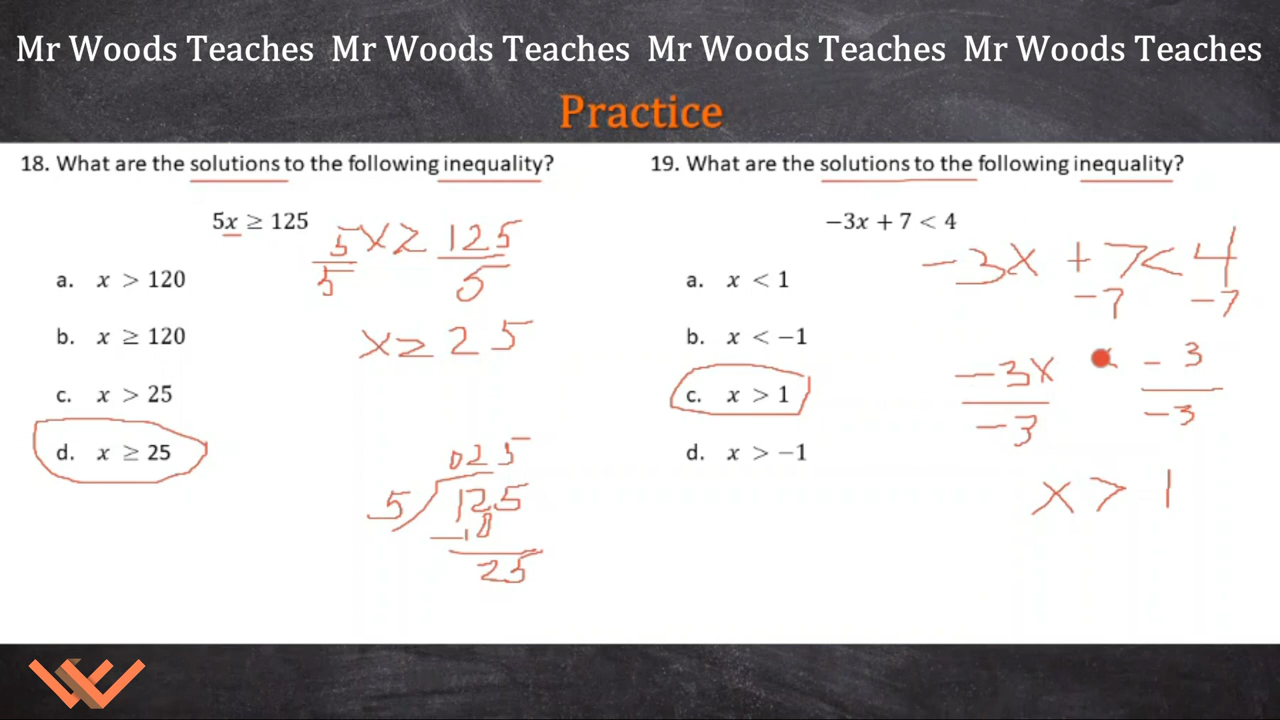 Mr Woods Teaches Mr Woods Teaches Mr Woods Teaches Mr Woods Teaches
Practice
18. What are the solutions to the following inequality?
5x ≥ 125
5x ≥ 125
5 5
a. x > 120
b. x ≥ 120
x ≥ 25
c. x > 25
d. x ≥ 25
025
5 125
-10
25
19. What are the solutions to the following inequality?
−3x + 7 < 4
-3x + 7 < 4
-7 -7
a. x < 1
b. x < −1
-3x - 3
-3 -3
c. x > 1
d. x > −1
x > 1